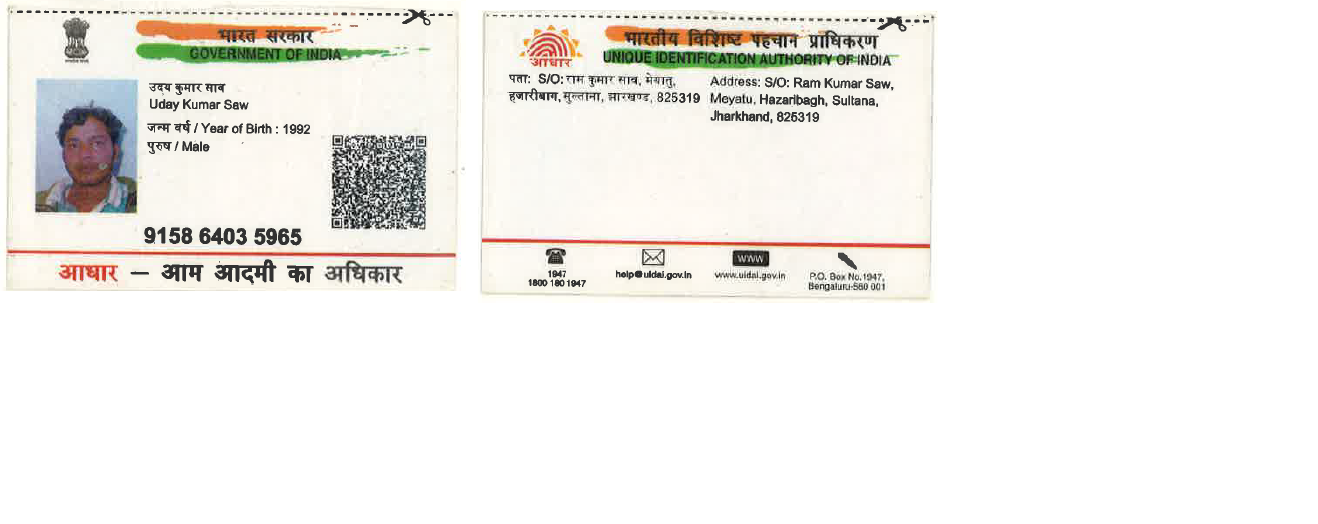 भारत सरकार
GOVERNMENT OF INDIA
उदय कुमार साव
Uday Kumar Saw
जन्म वर्ष / Year of Birth : 1992
पुरुष / Male
9158 6403 5965
आधार – आम आदमी का अधिकार
भारतीय विशिष्ट पहचान प्राधिकरण
UNIQUE IDENTIFICATION AUTHORITY OF INDIA
आधार
पता: S/O: राम कुमार साव, मेयातु,
हजारीबाग, सुल्ताना, झारखण्ड, 825319
Address: S/O: Ram Kumar Saw,
Meyatu, Hazaribagh, Sultana,
Jharkhand, 825319
1947
1800 180 1947
help@uidai.gov.in
WWW
www.uidai.gov.in
P.O. Box No.1947,
Bengaluru-560 001